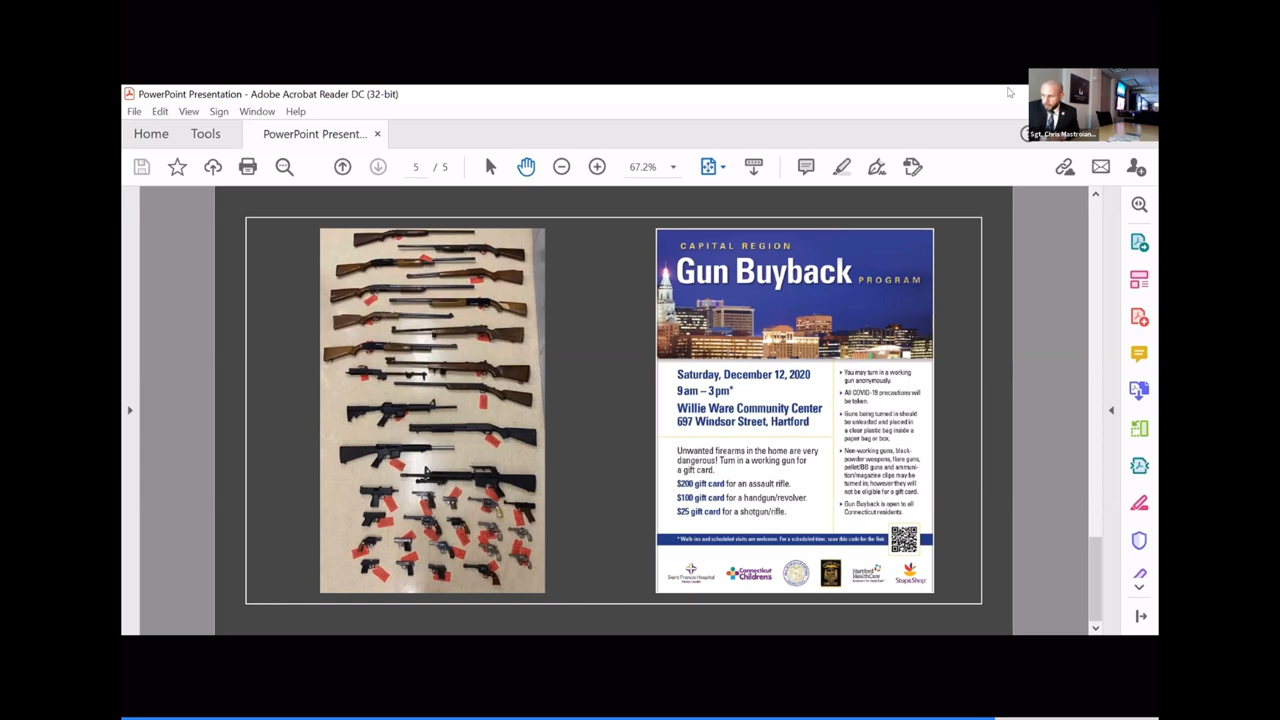 PowerPoint Presentation - Adobe Acrobat Reader DC (32-bit)
File Edit View Sign Window Help
Home Tools PowerPoint Present... ×
5 / 5 67.2%
Sgt. Chris Mastroian...
CAPITAL REGION
Gun Buyback PROGRAM
Saturday, December 12, 2020
9am – 3pm*
Willie Ware Community Center
697 Windsor Street, Hartford
Unwanted firearms in the home are very
dangerous! Turn in a working gun for
a gift card.
$200 gift card for an assault rifle.
$100 gift card for a handgun/revolver.
$25 gift card for a shotgun/rifle.
You may turn in a working
gun anonymously.
All COVID-19 precautions will
be taken.
Guns being turned in should
be unloaded and placed in
a clear plastic bag inside a
paper bag or box.
Non-working guns, black-
powder weapons, flare guns,
pellet/BB guns and ammuni-
tion/magazine clips may be
turned in; however they will
not be eligible for a gift card.
Gun Buyback is open to all
Connecticut residents.
* Walk-ins and scheduled visits are welcome. For a scheduled time, scan this code for the link:
Saint Francis Hospital
Connecticut
Childrens
Hartford
HealthCare
Stop&Shop